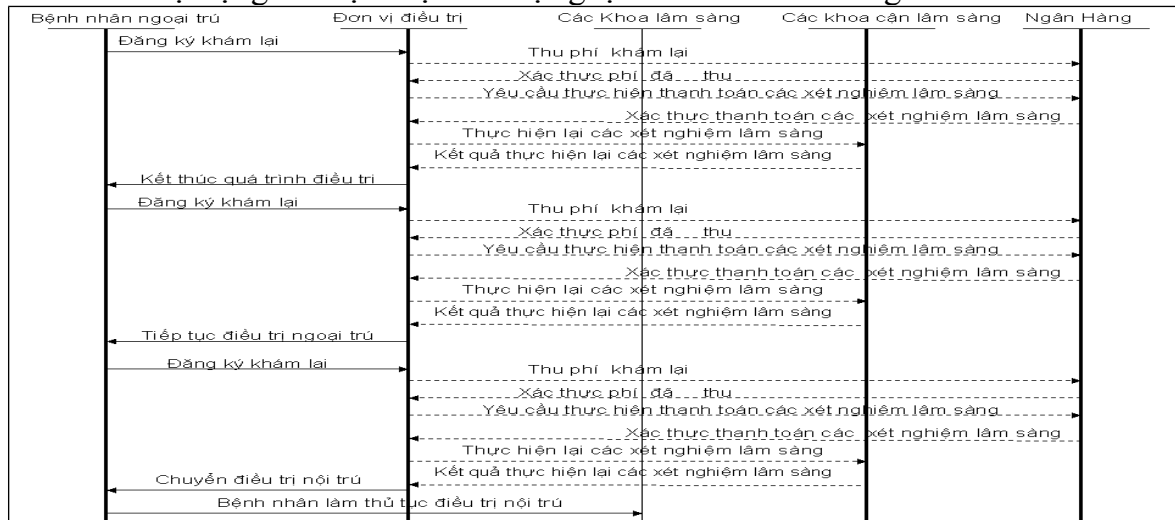 Bệnh nhân ngoại trú Đơn vị điều trị Các Khoa lâm sàng Các khoa cận lâm sàng Ngân Hàng
Đăng ký khám lại
Thu phí khám lại
Xác thực phí đã thu
Yêu cầu thực hiện thanh toán các xét nghiệm lâm sàng
Xác thực thanh toán các xét nghiệm lâm sàng
Thực hiện lại các xét nghiệm lâm sàng
Kết quả thực hiện lại các xét nghiệm lâm sàng
Kết thúc quá trình điều trị
Đăng ký khám lại
Thu phí khám lại
Xác thực phí đã thu
Yêu cầu thực hiện thanh toán các xét nghiệm lâm sàng
Xác thực thanh toán các xét nghiệm lâm sàng
Thực hiện lại các xét nghiệm lâm sàng
Kết quả thực hiện lại các xét nghiệm lâm sàng
Tiếp tục điều trị ngoại trú
Đăng ký khám lại
Thu phí khám lại
Xác thực phí đã thu
Yêu cầu thực hiện thanh toán các xét nghiệm lâm sàng
Xác thực thanh toán các xét nghiệm lâm sàng
Thực hiện lại các xét nghiệm lâm sàng
Kết quả thực hiện lại các xét nghiệm lâm sàng
Chuyển điều trị nội trú
Bệnh nhân làm thủ tục điều trị nội trú